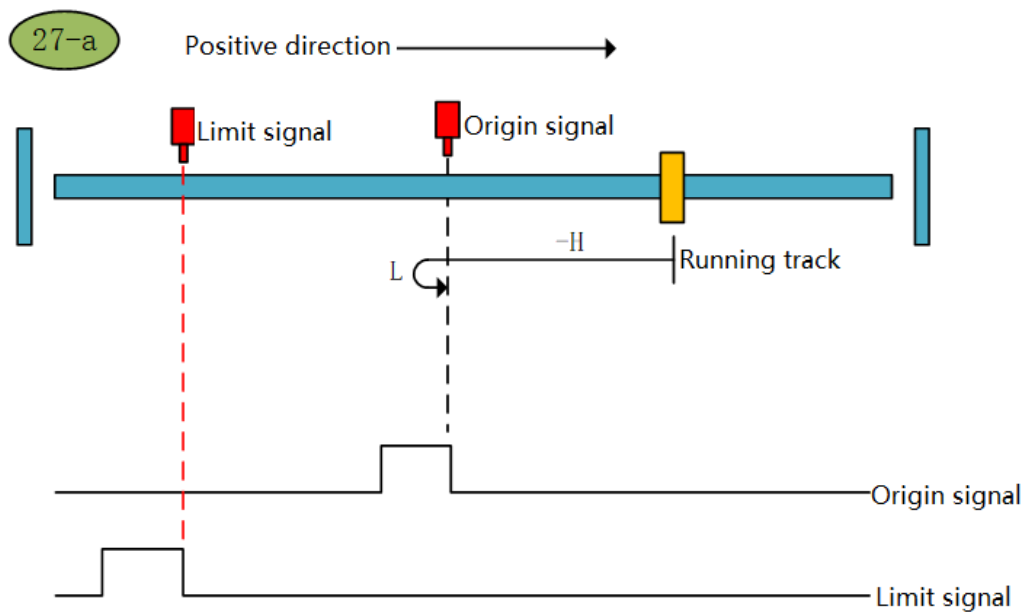 27-a
Positive direction
Limit signal
Origin signal
-H
L
Running track
Origin signal
Limit signal